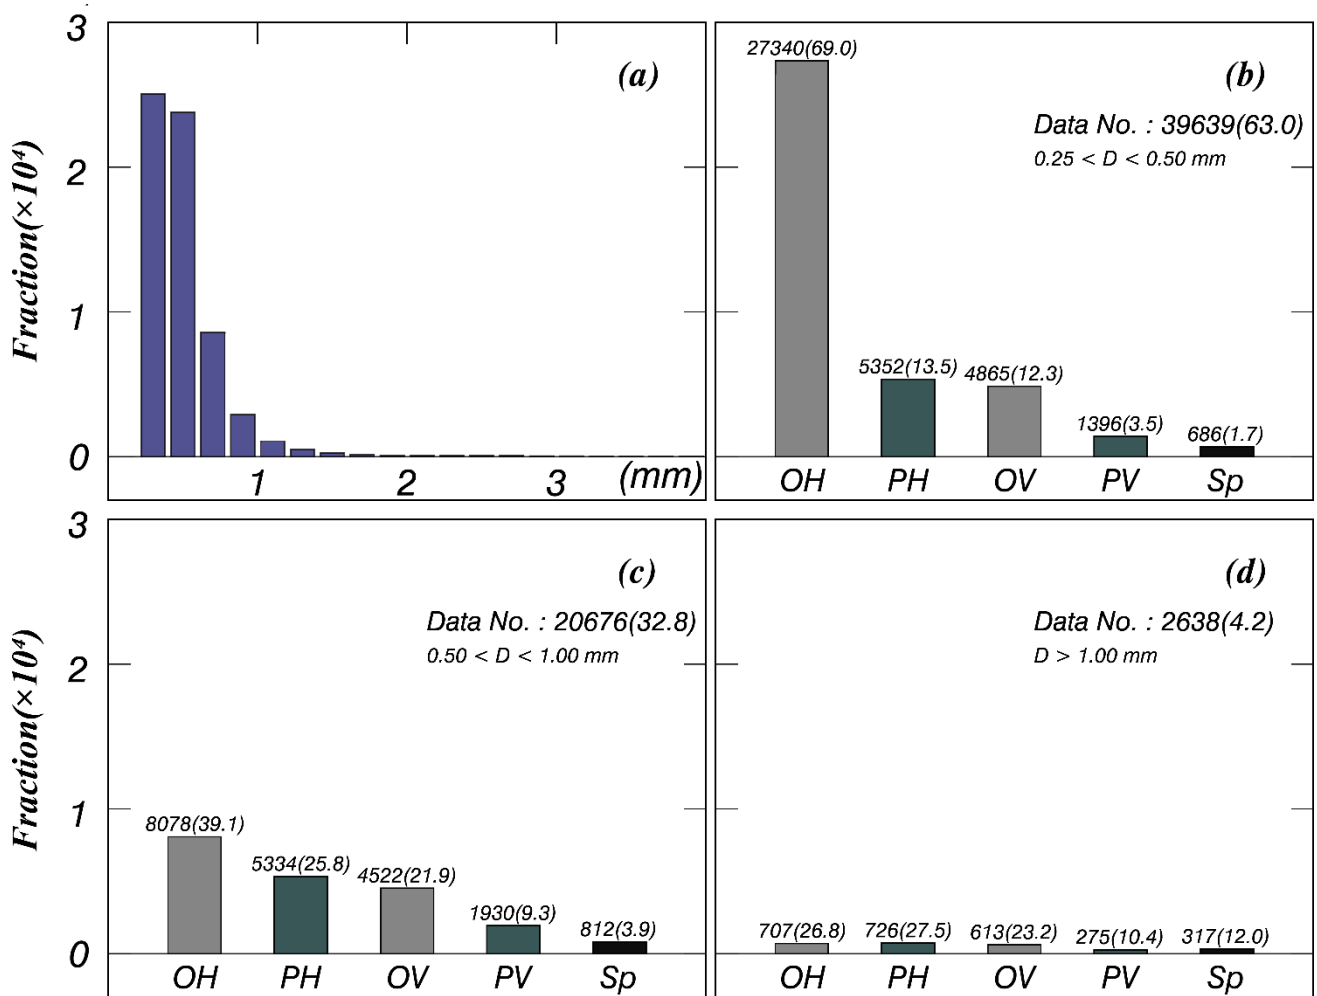 3
(a)
2
1
0
Fraction(×10⁴)
1
2
3
(mm)
27340(69.0)
(b)
Data No. : 39639(63.0)
0.25 < D < 0.50 mm
5352(13.5)
4865(12.3)
1396(3.5)
686(1.7)
OH
PH
OV
PV
Sp
3
(c)
Data No. : 20676(32.8)
0.50 < D < 1.00 mm
2
1
0
Fraction(×10⁴)
8078(39.1)
5334(25.8)
4522(21.9)
1930(9.3)
812(3.9)
OH
PH
OV
PV
Sp
(d)
Data No. : 2638(4.2)
D > 1.00 mm
707(26.8)
726(27.5)
613(23.2)
275(10.4)
317(12.0)
OH
PH
OV
PV
Sp